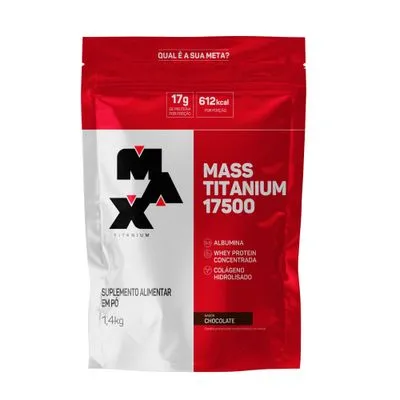 QUAL É A SUA META?
17g
DE PROTEÍNA
POR PORÇÃO
612kcal
POR PORÇÃO
MAX
TITANIUM
MASS
TITANIUM
17500
ALBUMINA
WHEY PROTEIN
CONCENTRADA
COLÁGENO
HIDROLISADO
SUPLEMENTO ALIMENTAR
EM PÓ
1,4kg
SABOR
CHOCOLATE